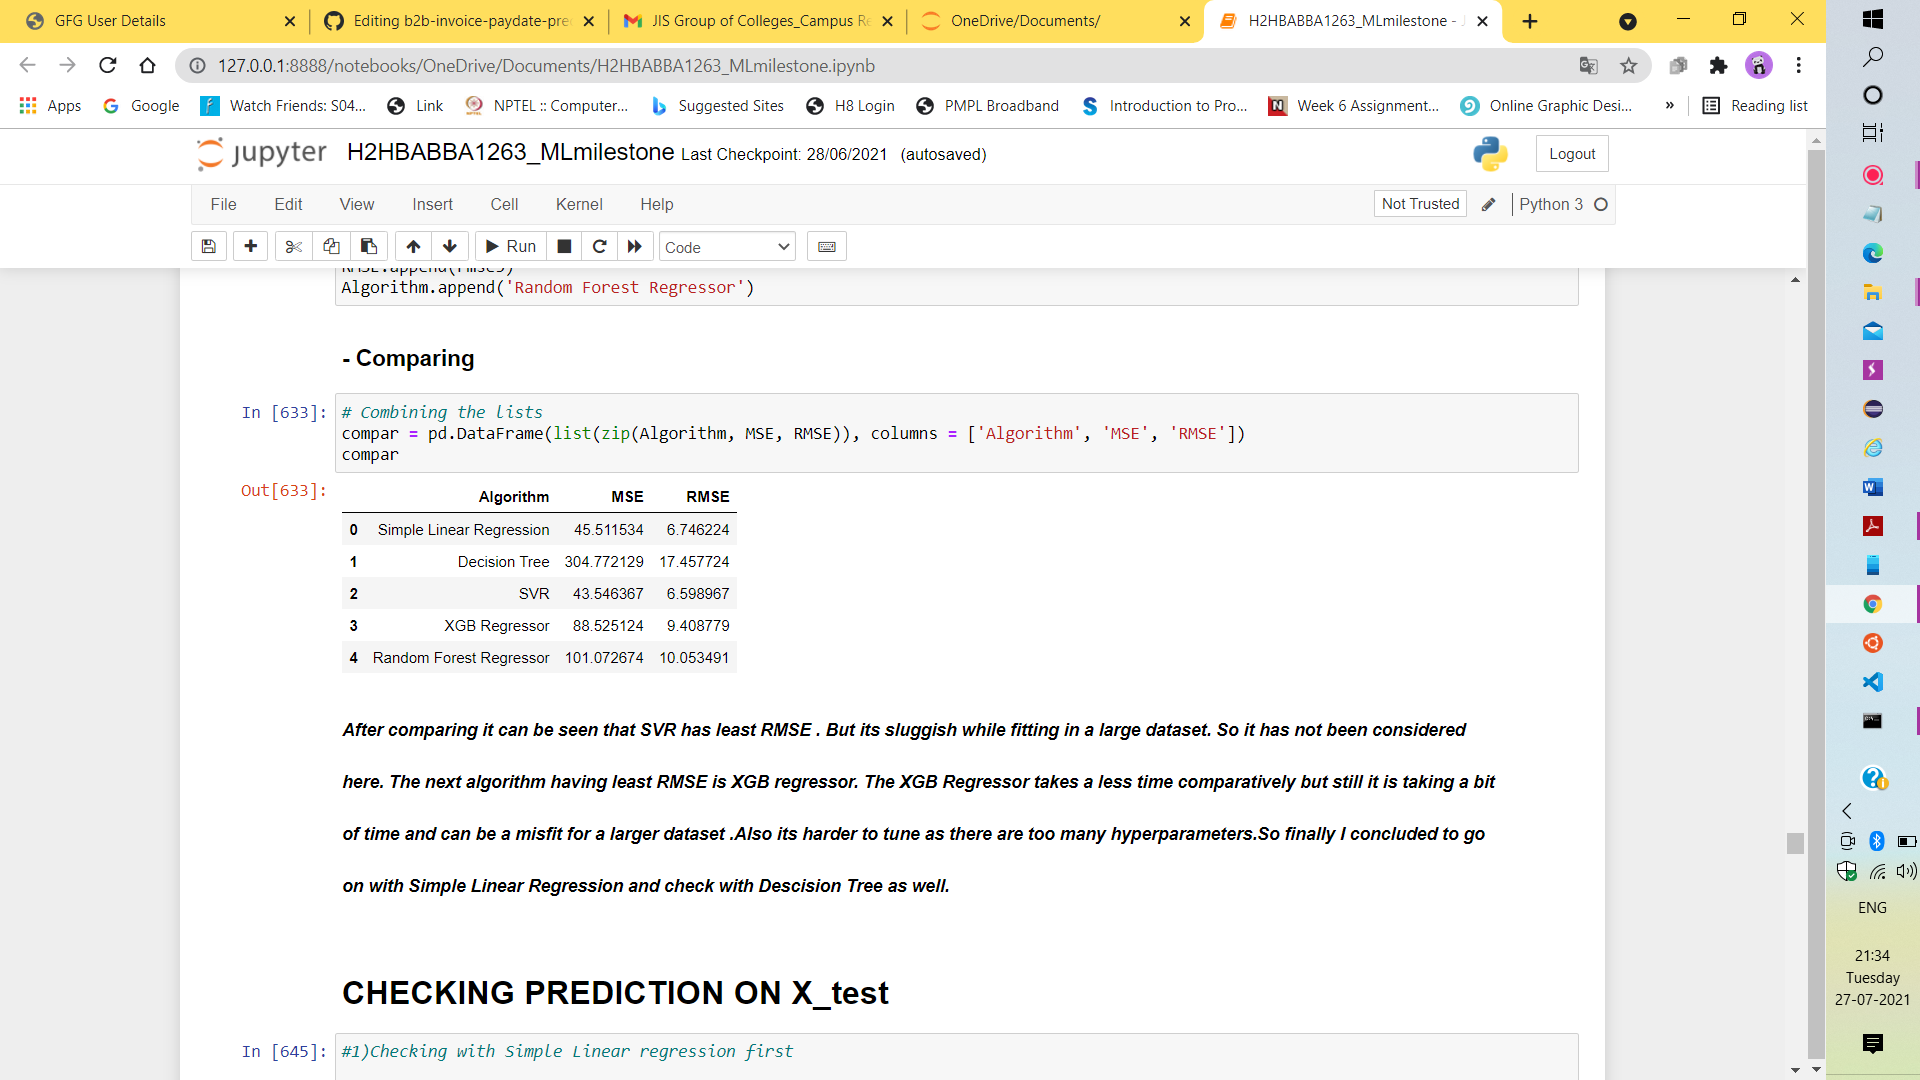 GFG User Details
Editing b2b-invoice-paydate-pre
JIS Group of Colleges_Campus Re
OneDrive/Documents/
H2HBABBA1263_MLmilestone - J
127.0.0.1:8888/notebooks/OneDrive/Documents/H2HBABBA1263_MLmilestone.ipynb
Apps
Google
Watch Friends: S04...
Link
NPTEL :: Computer...
Suggested Sites
H8 Login
PMPL Broadband
Introduction to Pro...
Week 6 Assignment...
Online Graphic Desi...
»
Reading list
jupyter H2HBABBA1263_MLmilestone Last Checkpoint: 28/06/2021 (autosaved)
Logout
File Edit View Insert Cell Kernel Help
Not Trusted
Python 3
Run
Code
RMSE.append(rmse5)
Algorithm.append('Random Forest Regressor')
- Comparing
In [633]: # Combining the lists
compar = pd.DataFrame(list(zip(Algorithm, MSE, RMSE)), columns = ['Algorithm', 'MSE', 'RMSE'])
compar
Out[633]:
Algorithm MSE RMSE
0 Simple Linear Regression 45.511534 6.746224
1 Decision Tree 304.772129 17.457724
2 SVR 43.546367 6.598967
3 XGB Regressor 88.525124 9.408779
4 Random Forest Regressor 101.072674 10.053491
After comparing it can be seen that SVR has least RMSE . But its sluggish while fitting in a large dataset. So it has not been considered
here. The next algorithm having least RMSE is XGB regressor. The XGB Regressor takes a less time comparatively but still it is taking a bit
of time and can be a misfit for a larger dataset .Also its harder to tune as there are too many hyperparameters.So finally I concluded to go
on with Simple Linear Regression and check with Descision Tree as well.
CHECKING PREDICTION ON X_test
In [645]: #1)Checking with Simple Linear regression first
ENG
21:34
Tuesday
27-07-2021